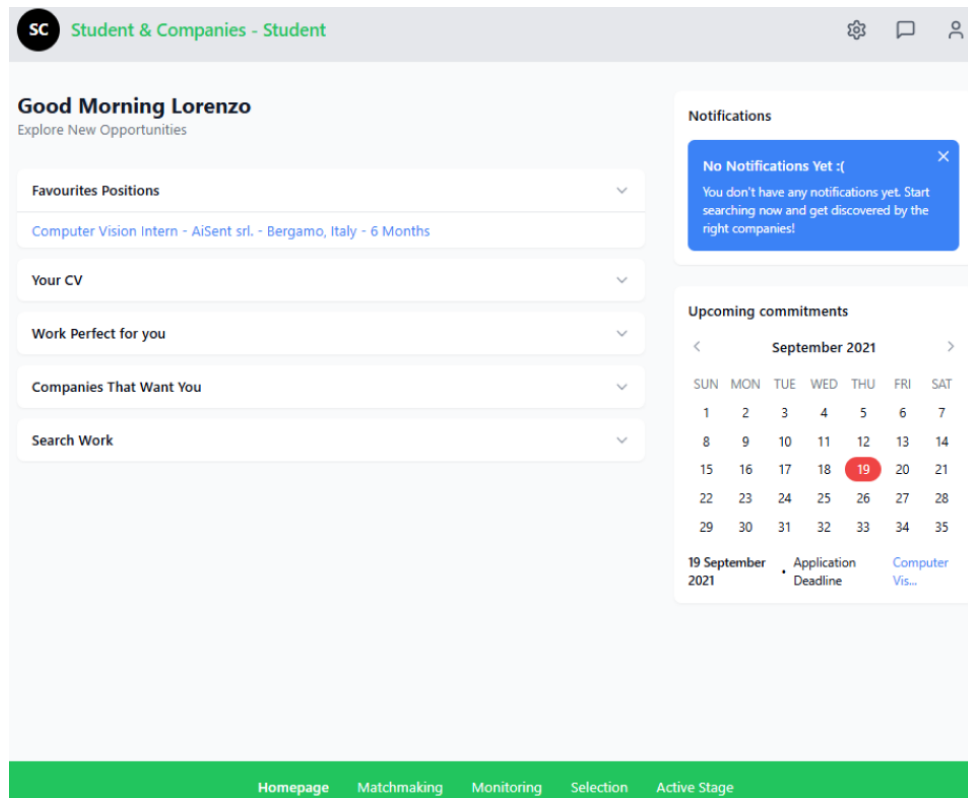 SC Student & Companies - Student
Good Morning Lorenzo
Explore New Opportunities
Favourites Positions
Computer Vision Intern - AiSent srl. - Bergamo, Italy - 6 Months
Your CV
Work Perfect for you
Companies That Want You
Search Work
Notifications
No Notifications Yet :(
You don't have any notifications yet. Start
searching now and get discovered by the
right companies!
Upcoming commitments
September 2021
SUN MON TUE WED THU FRI SAT
1 2 3 4 5 6 7
8 9 10 11 12 13 14
15 16 17 18 19 20 21
22 23 24 25 26 27 28
29 30 31 32 33 34 35
19 September
2021
• Application
Deadline
Computer
Vis...
Homepage Matchmaking Monitoring Selection Active Stage